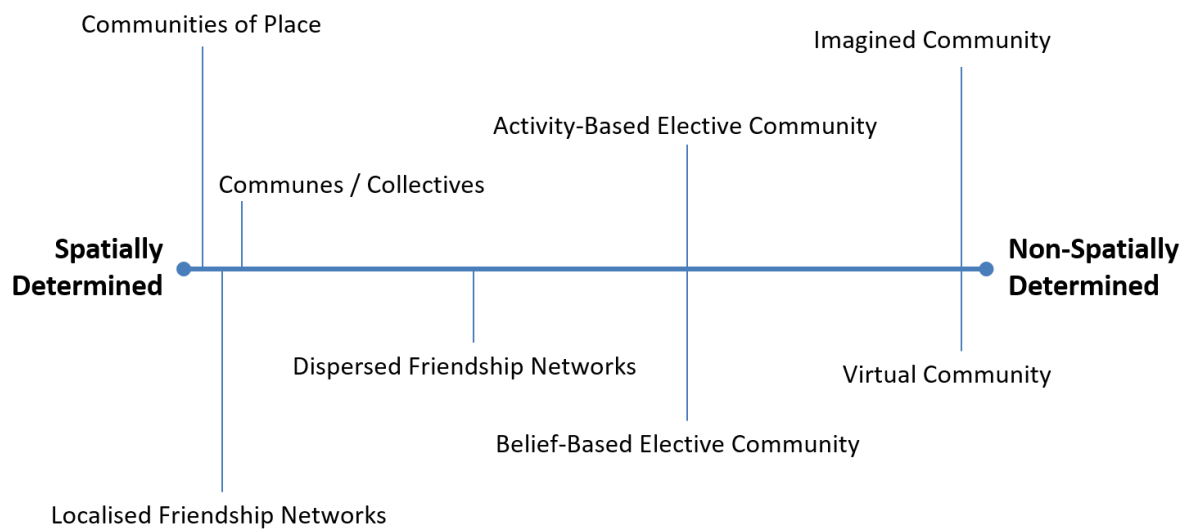 Communities of Place
Imagined Community
Activity-Based Elective Community
Communes / Collectives
Spatially
Determined
Non-Spatially
Determined
Dispersed Friendship Networks
Virtual Community
Belief-Based Elective Community
Localised Friendship Networks